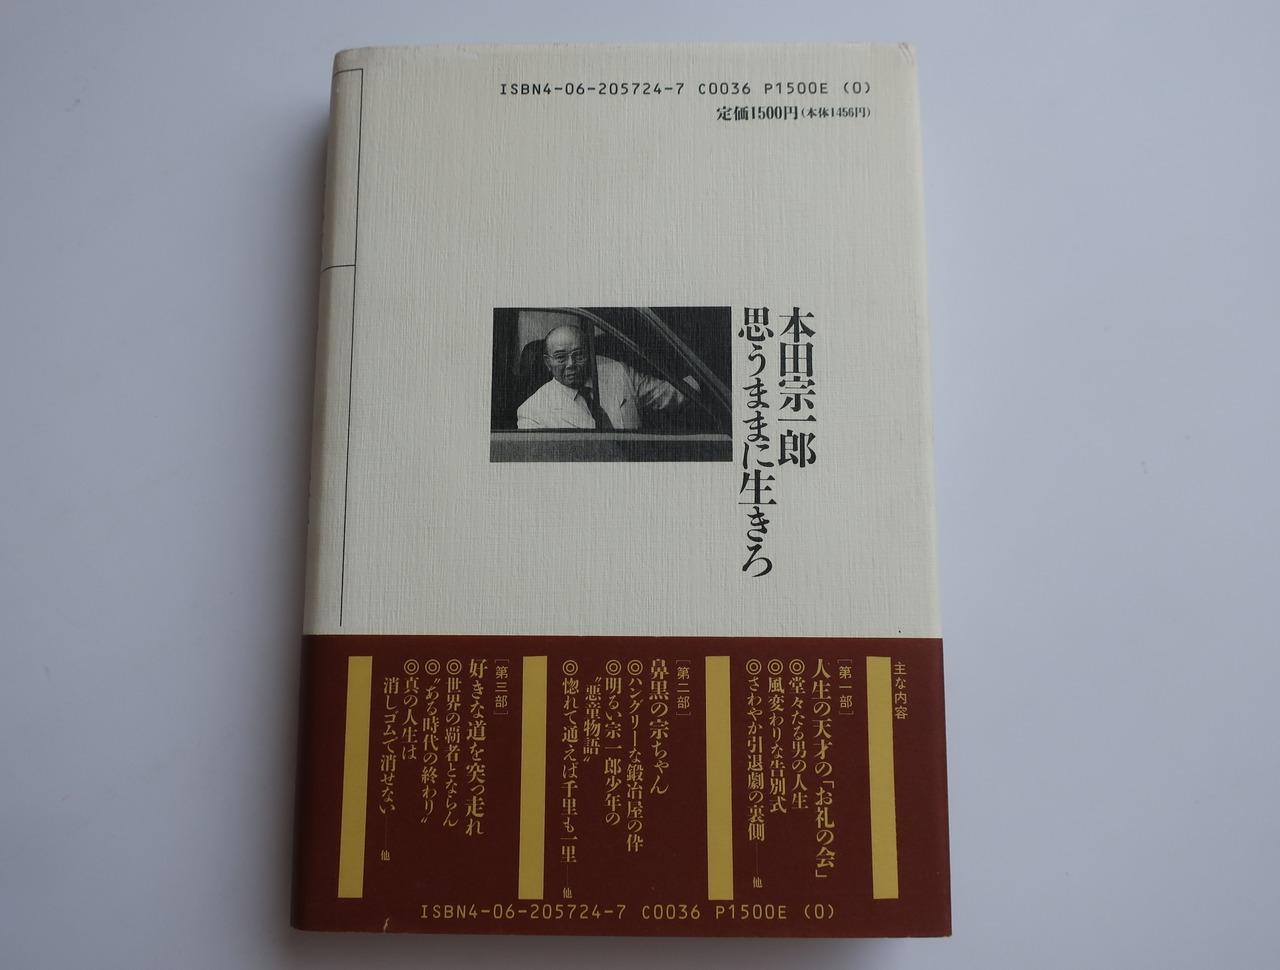 ISBN4-06-205724-7 C0036 P1500E (0)
定価1500円(本体1456円)
本田宗一郎
思うままに生きろ
主な内容
[第一部]
人生の天才の「お礼の会」
◎堂々たる男の人生
◎風変わりな告別式
◎さわやか引退劇の裏側──他
[第二部]
鼻黒の宗ちゃん
◎ハングリーな鍛冶屋の伜
◎明るい宗一郎少年の
〝悪童物語〟
◎惚れて通えば千里も一里──他
[第三部]
好きな道を突っ走れ
◎世界の覇者とならん
◎〝ある時代の終わり〟
◎真の人生は
消しゴムで消せない──他
ISBN4-06-205724-7 C0036 P1500E (0)